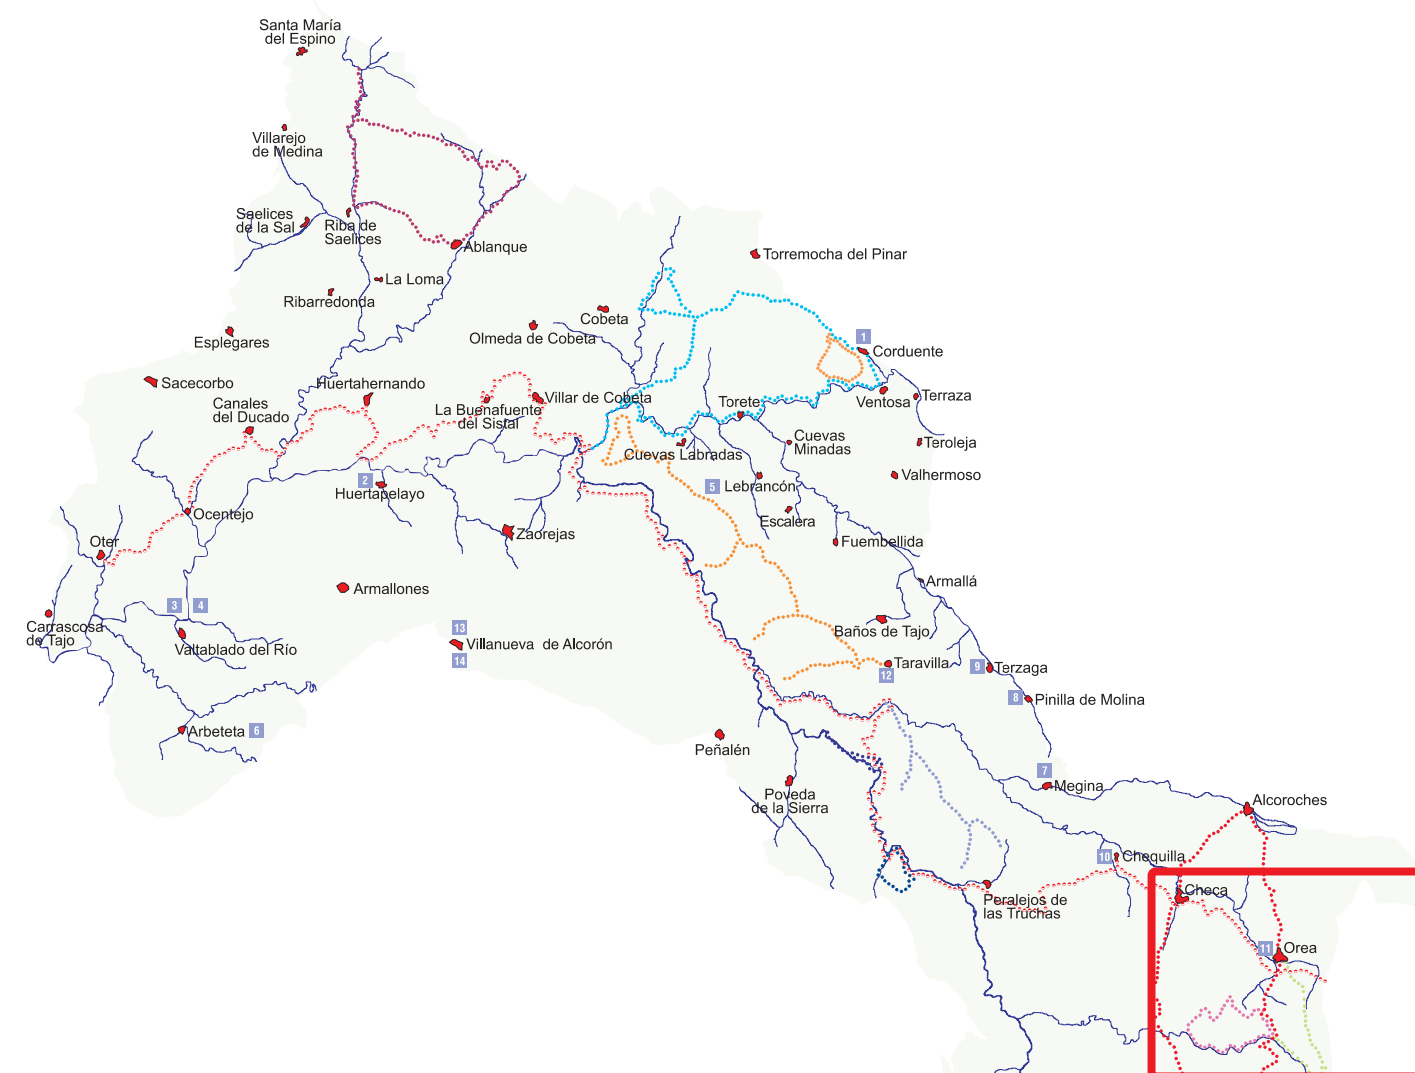 Santa María
del Espino
Villarejo
de Medina
Saelices
de la Sal
Riba de
Saelices
Ablanque
Torremocha del Pinar
La Loma
Ribarredonda
Cobeta
Olmeda de Cobeta
Esplegares
1
Corduente
Sacecorbo
Huertahernando
Canales
del Ducado
La Buenafuente
del Sistal
Villar de Cobeta
Torete
Ventosa
Terraza
Cuevas
Minadas
Teroleja
Cuevas Labradas
Valhermoso
2
Huertapelayo
5
Lebrancón
Ocentejo
Escalera
Zaorejas
Fuembellida
Oter
Armallones
Armallá
3
4
Carrascosa
de Tajo
Valtablado del Río
13
Villanueva de Alcorón
14
Baños de Tajo
Taravilla
12
9
Terzaga
8
Pinilla de Molina
Arbeteta
6
Peñalén
7
Megina
Poveda
de la Sierra
Alcoroches
10
Chequilla
Checa
Peralejos de
las Truchas
11
Orea